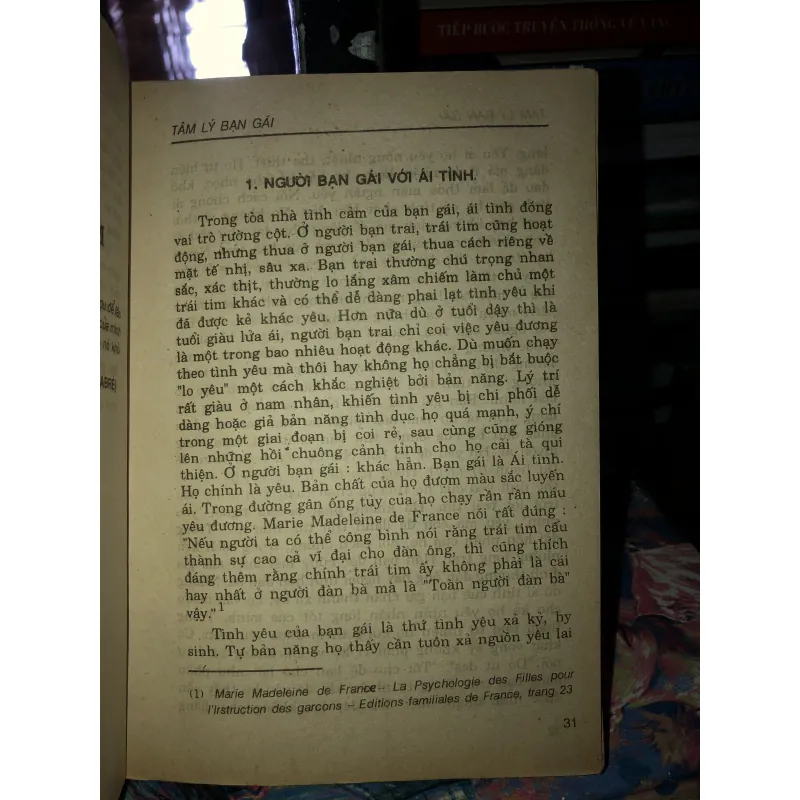 TIẾP BƯỚC TRUYỀN THỐNG VẺ VANG
TÂM LÝ BẠN GÁI
1. NGƯỜI BẠN GÁI VỚI ÁI TÌNH.
Trong tòa nhà tình cảm của bạn gái, ái tình đóng
vai trò rường cột. Ở người bạn trai, trái tim cũng hoạt
động, nhưng thua ở người bạn gái, thua cách riêng về
mặt tế nhị, sâu xa. Bạn trai thường chú trọng nhan
sắc, xác thịt, thường lo lắng xâm chiếm làm chủ một
trái tim khác và có thể dễ dàng phai lạt tình yêu khi
đã được kẻ khác yêu. Hơn nữa dù ở tuổi dậy thì là
tuổi giàu lửa ái, người bạn trai chỉ coi việc yêu đương
là một trong bao nhiêu hoạt động khác. Dù muốn chạy
theo tình yêu mà thôi hay không họ chẳng bị bắt buộc
"lo yêu" một cách khắc nghiệt bởi bản năng. Lý trí
rất giàu ở nam nhân, khiến tình yêu bị chi phối dễ
dàng hoặc giả bản năng tình dục họ quá mạnh, ý chí
trong một giai đoạn bị coi rẻ, sau cùng cũng gióng
lên những hồi chuông cảnh tỉnh cho họ cải tà qui
thiện. Ở người bạn gái : khác hẳn. Bạn gái là Ái tình.
Họ chính là yêu. Bản chất của họ đượm màu sắc luyến
ái. Trong đường gân ống tủy của họ chạy rần rần máu
yêu đương. Marie Madeleine de France nói rất đúng :
"Nếu người ta có thể công bình nói rằng trái tim cấu
thành sự cao cả vĩ đại cho đàn ông, thì cũng thích
đáng thêm rằng chính trái tim ấy không phải là cái
hay nhất ở người đàn bà mà là "Toàn người đàn bà"
vậy."1
Tình yêu của bạn gái là thứ tình yêu xả kỷ, hy
sinh. Tự bản năng họ thấy cần tuôn xả nguồn yêu lai
(1) Marie Madeleine de France – La Psychologie des Filles pour
l'Irstruction des garcons – Editions familiales de France, trang 23
31